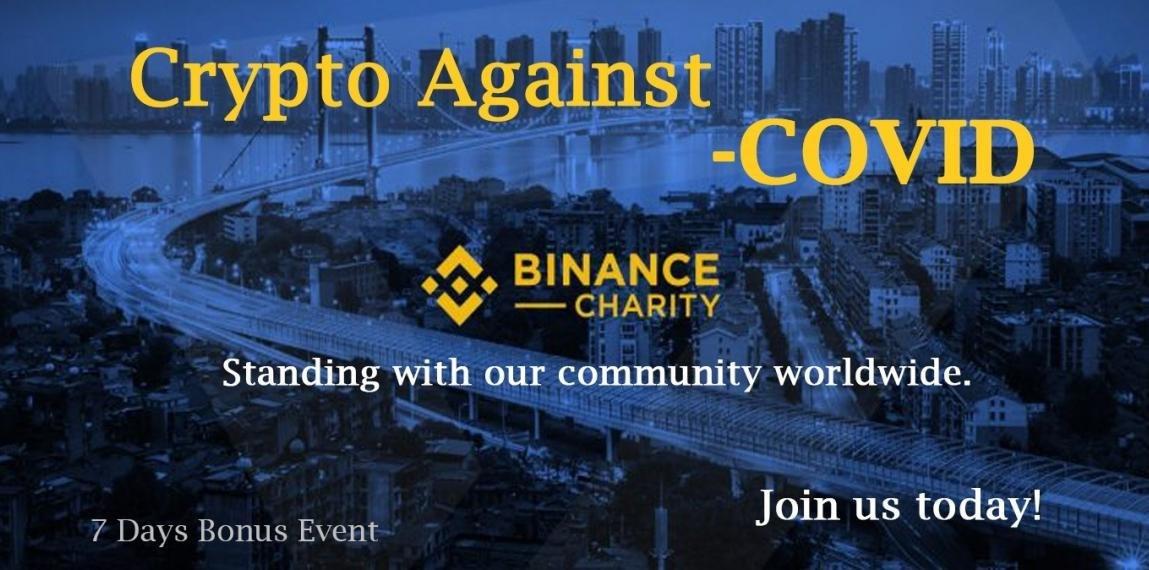 Crypto Against
-COVID
BINANCE
CHARITY
Standing with our community worldwide.
Join us today!
7 Days Bonus Event